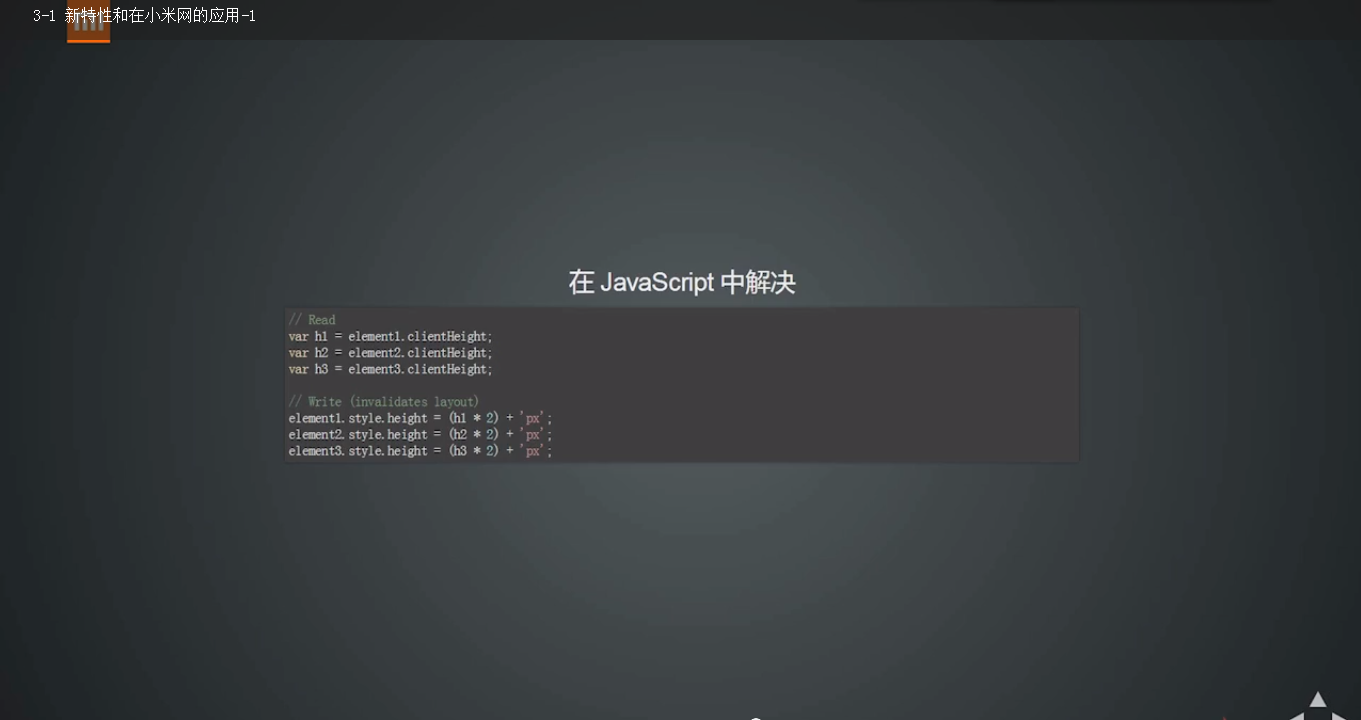 3-1 新特性和在小米网的应用-1
在 JavaScript 中解决
// Read
var h1 = element1.clientHeight;
var h2 = element2.clientHeight;
var h3 = element3.clientHeight;
// Write (invalidates layout)
element1.style.height = (h1 * 2) + 'px';
element2.style.height = (h2 * 2) + 'px';
element3.style.height = (h3 * 2) + 'px';